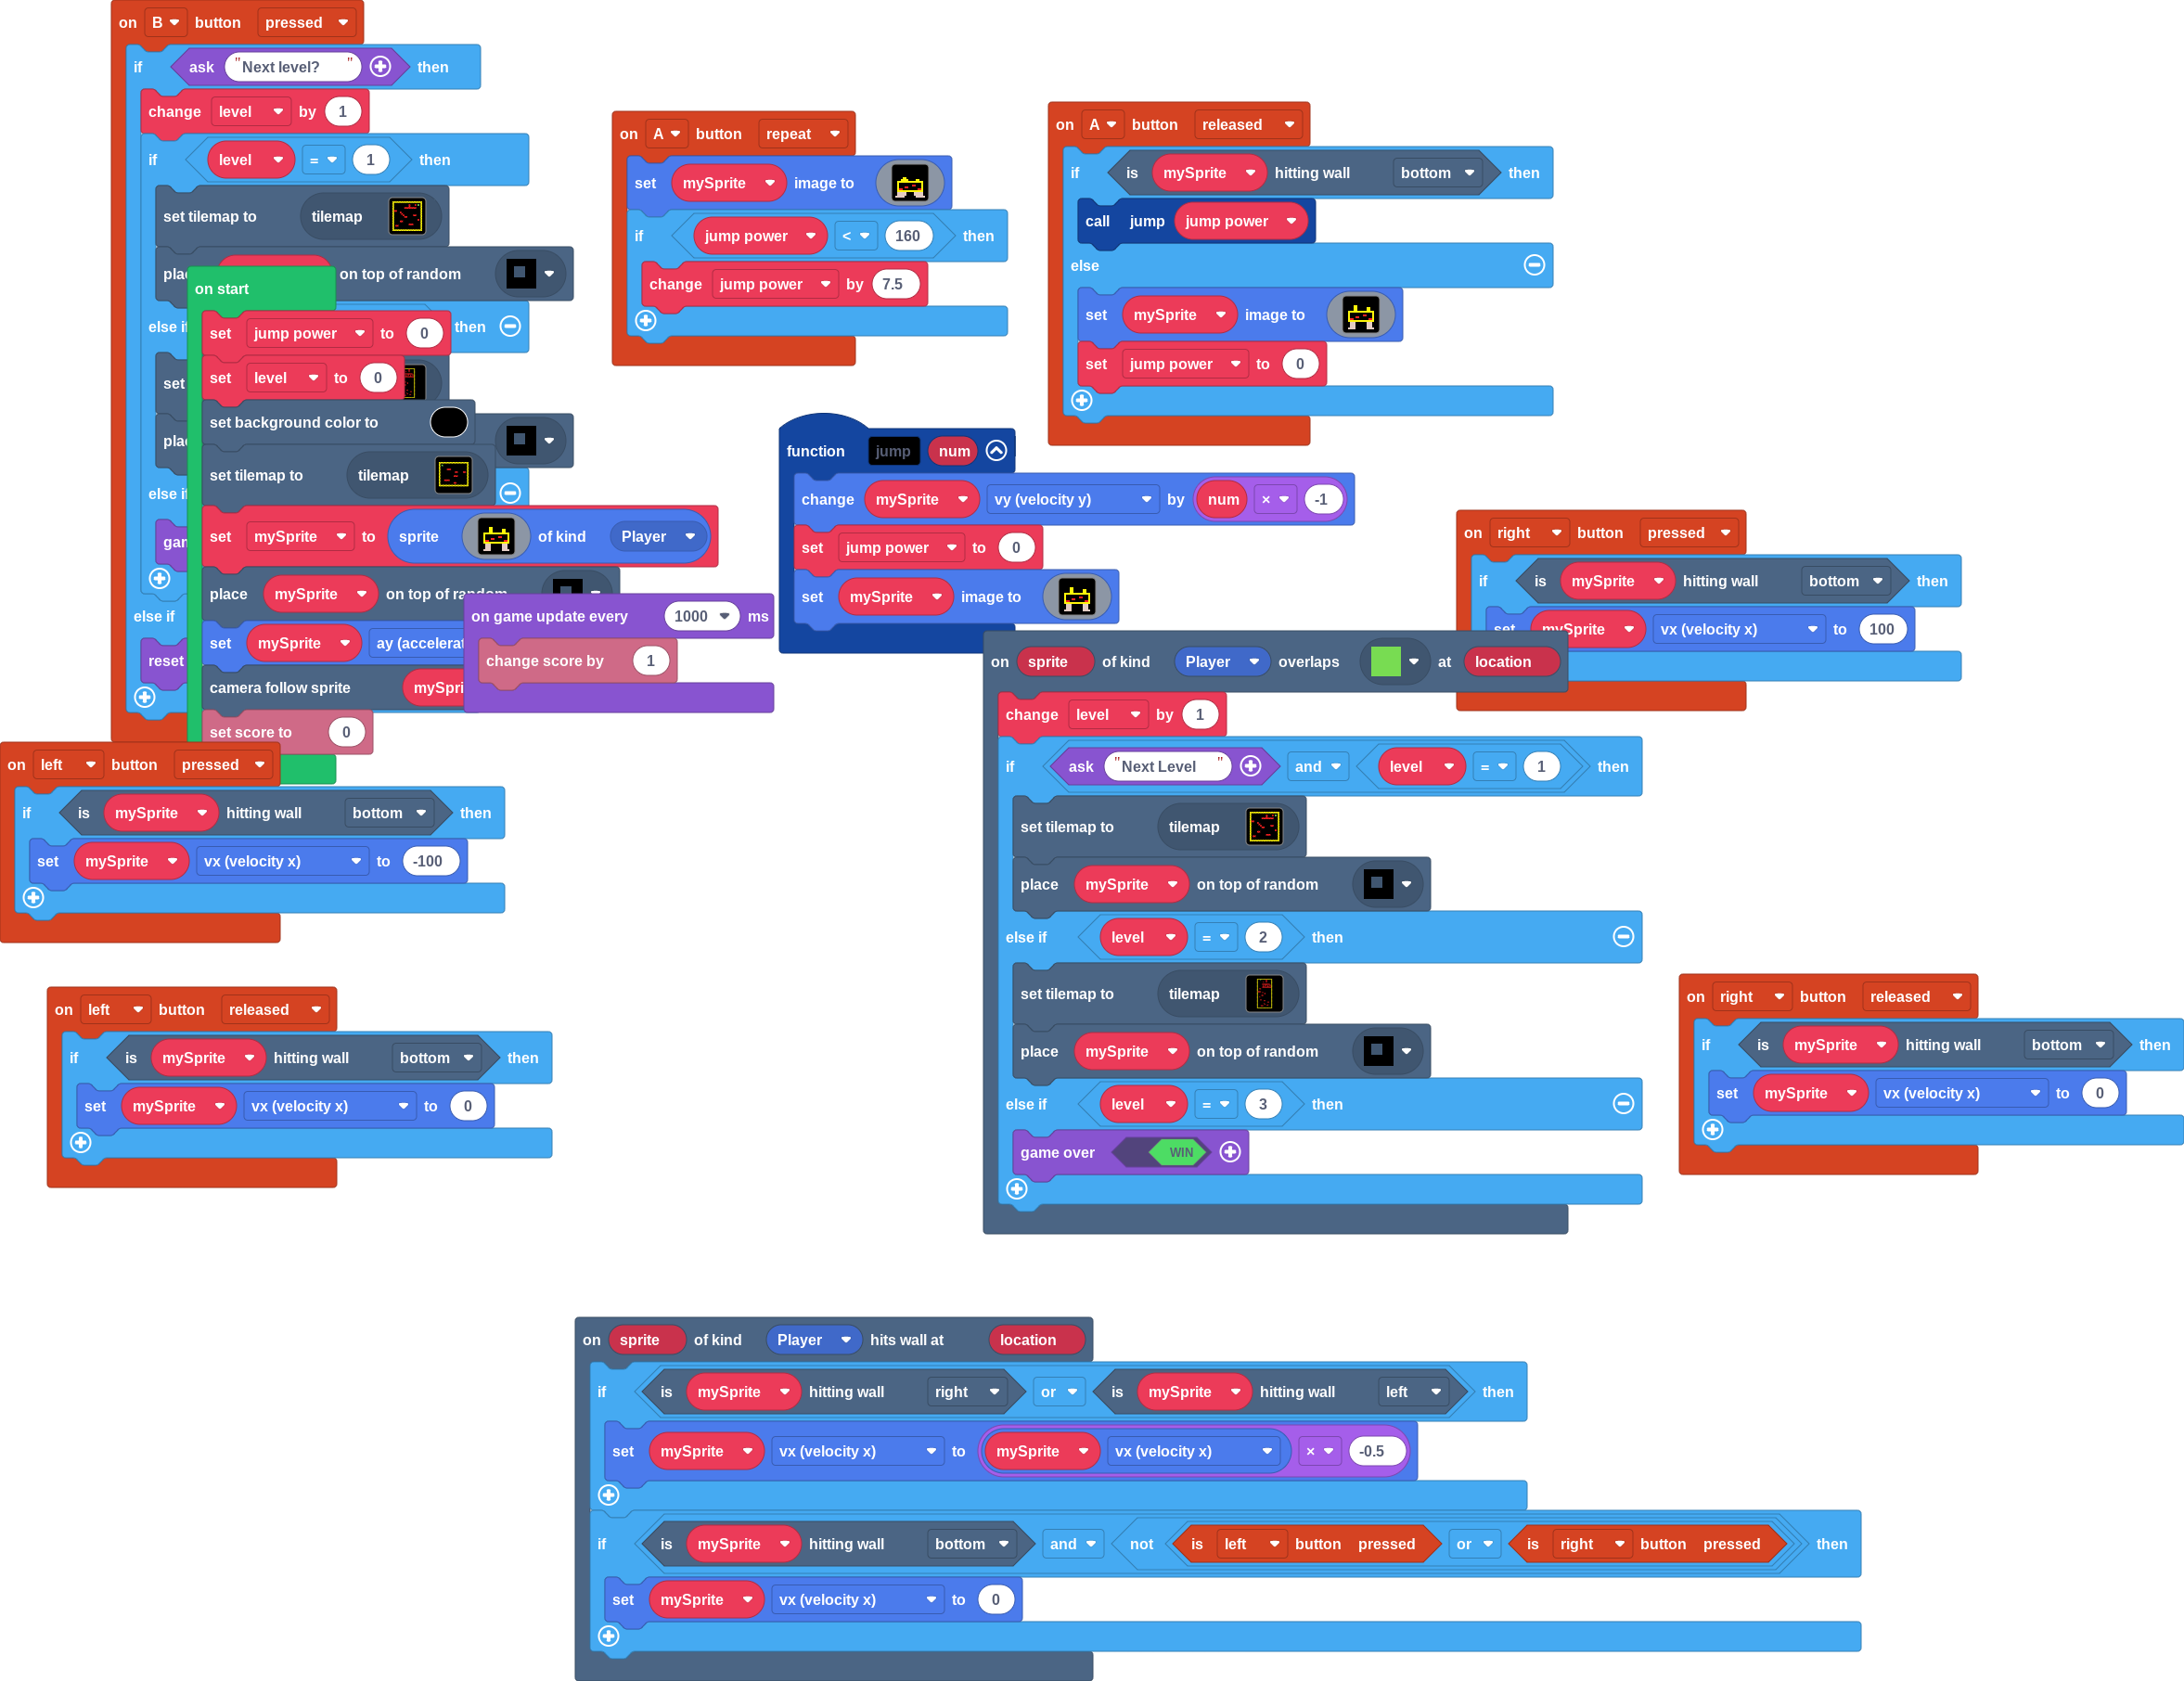 on B button pressed
if ask "Next level? " then
change level by 1
if level = 1 then
set tilemap to tilemap
on top of random
else if then
set
else if
else if
reset
on start
set jump power to 0
set level to 0
set background color to
set tilemap to tilemap
set mySprite to sprite of kind Player
place mySprite on top of random
set mySprite
camera follow sprite
set score to 0
on game update every 1000 ms
change score by 1
on A button repeat
set mySprite image to
if jump power < 160 then
change jump power by 7.5
on A button released
if is mySprite hitting wall bottom then
call jump jump power
else
set mySprite image to
set jump power to 0
function jump num
change mySprite vy (velocity y) by num × -1
set jump power to 0
set mySprite image to
on right button pressed
if is mySprite hitting wall bottom then
set mySprite vx (velocity x) to 100
on sprite of kind Player overlaps at location
change level by 1
if ask "Next Level " and level = 1 then
set tilemap to tilemap
place mySprite on top of random
else if level = 2 then
set tilemap to tilemap
place mySprite on top of random
else if level = 3 then
game over WIN
on left button pressed
if is mySprite hitting wall bottom then
set mySprite vx (velocity x) to -100
on left button released
if is mySprite hitting wall bottom then
set mySprite vx (velocity x) to 0
on right button released
if is mySprite hitting wall bottom then
set mySprite vx (velocity x) to 0
on sprite of kind Player hits wall at location
if is mySprite hitting wall right or is mySprite hitting wall left then
set mySprite vx (velocity x) to mySprite vx (velocity x) × -0.5
if is mySprite hitting wall bottom and not is left button pressed or is right button pressed then
set mySprite vx (velocity x) to 0